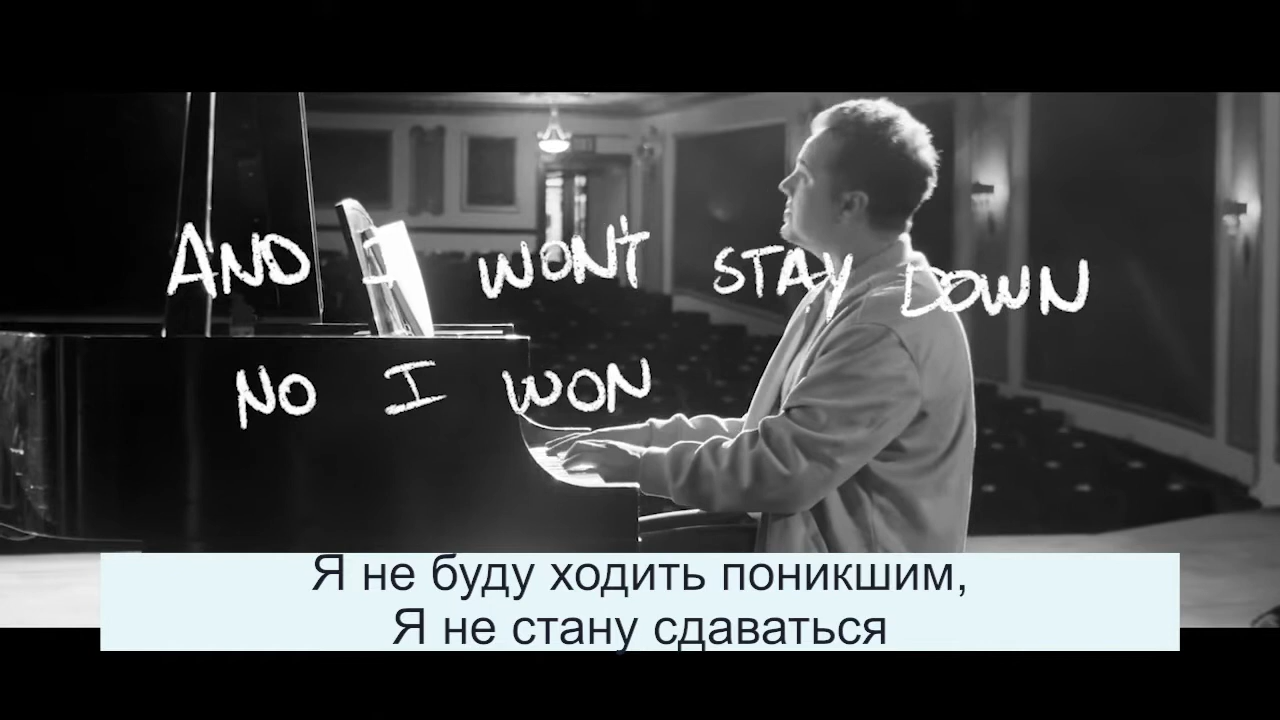 AND I WON'T STAY DOWN
NO I WON
Я не буду ходить поникшим,
Я не стану сдаваться